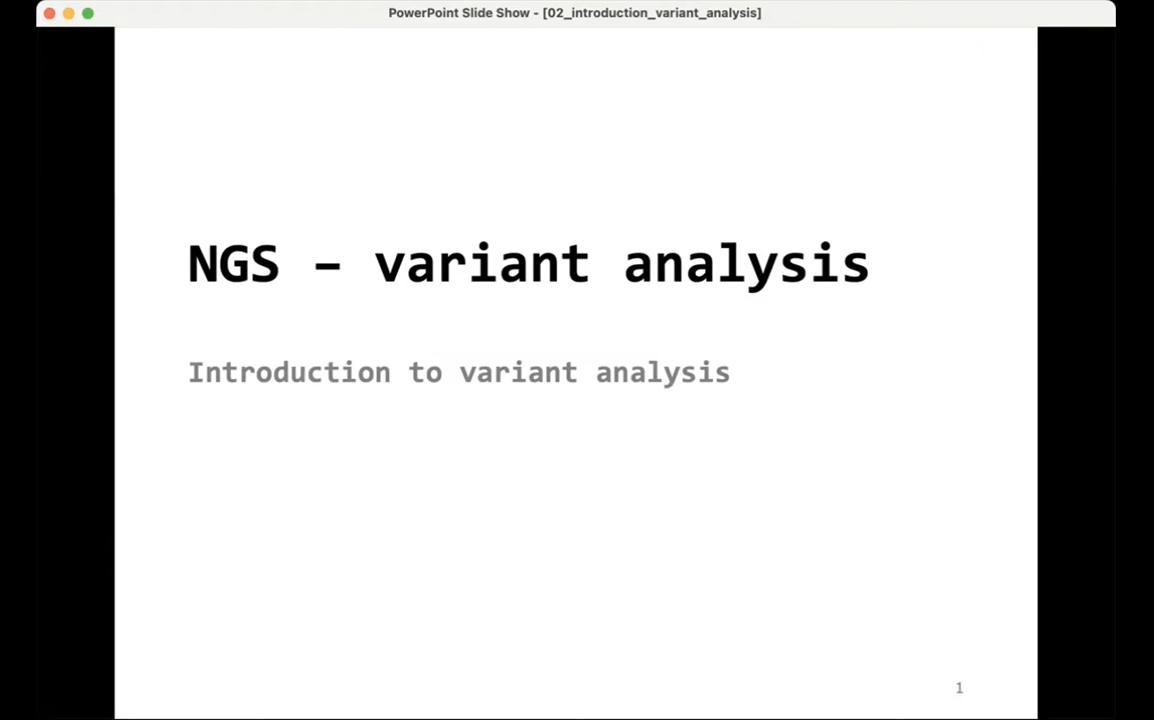 PowerPoint Slide Show - [02_introduction_variant_analysis]
NGS – variant analysis
Introduction to variant analysis
1